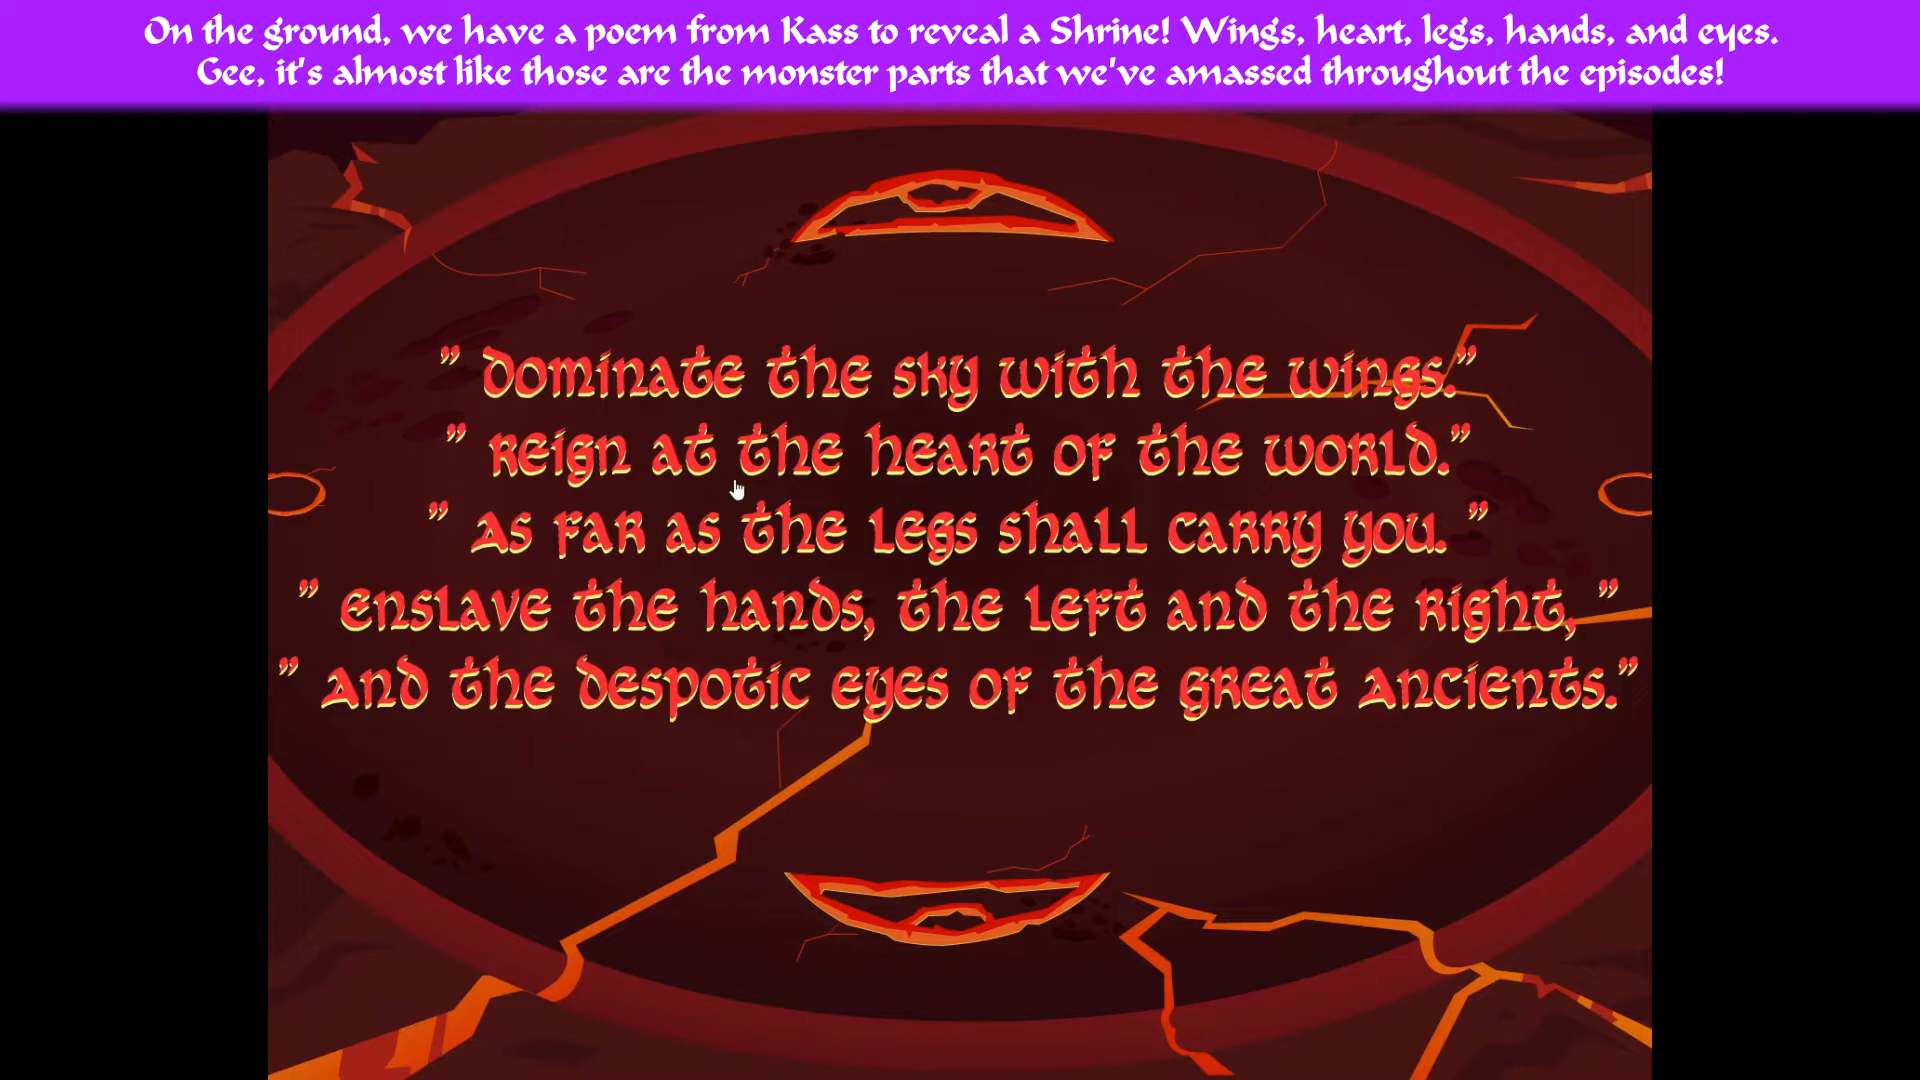 On the ground, we have a poem from Kass to reveal a Shrine! Wings, heart, legs, hands, and eyes.
Gee, it's almost like those are the monster parts that we've amassed throughout the episodes!
" Dominate the sky with the wings."
" Reign at the heart of the world."
" As far as the legs shall carry you. "
" Enslave the hands, the left and the right, "
" And the despotic eyes of the great Ancients."